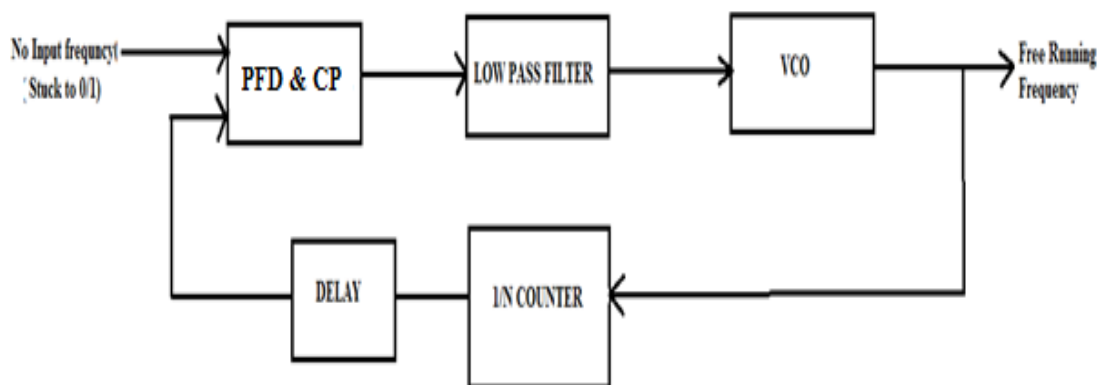 No Input frequncy(
(Stuck to 0/1)
PFD & CP
LOW PASS FILTER
VCO
Free Running
Frequency
DELAY
1/N COUNTER